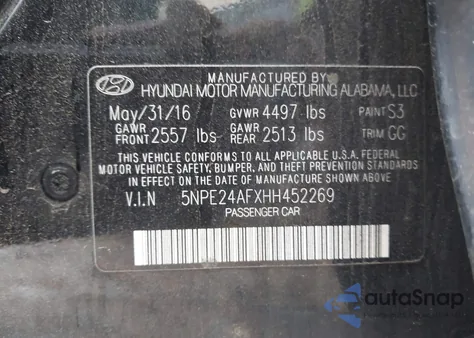 MANUFACTURED BY
HYUNDAI MOTOR MANUFACTURING ALABAMA, LLC
May/31/16 GVWR 4497 lbs PAINT S3
GAWR FRONT 2557 lbs GAWR REAR 2513 lbs TRIM GG
THIS VEHICLE CONFORMS TO ALL APPLICABLE U.S.A. FEDERAL
MOTOR VEHICLE SAFETY, BUMPER, AND THEFT PREVENTION STANDARDS
IN EFFECT ON THE DATE OF MANUFACTURE SHOWN ABOVE.
V.I.N 5NPE24AFXHH452269
PASSENGER CAR
autoSnap